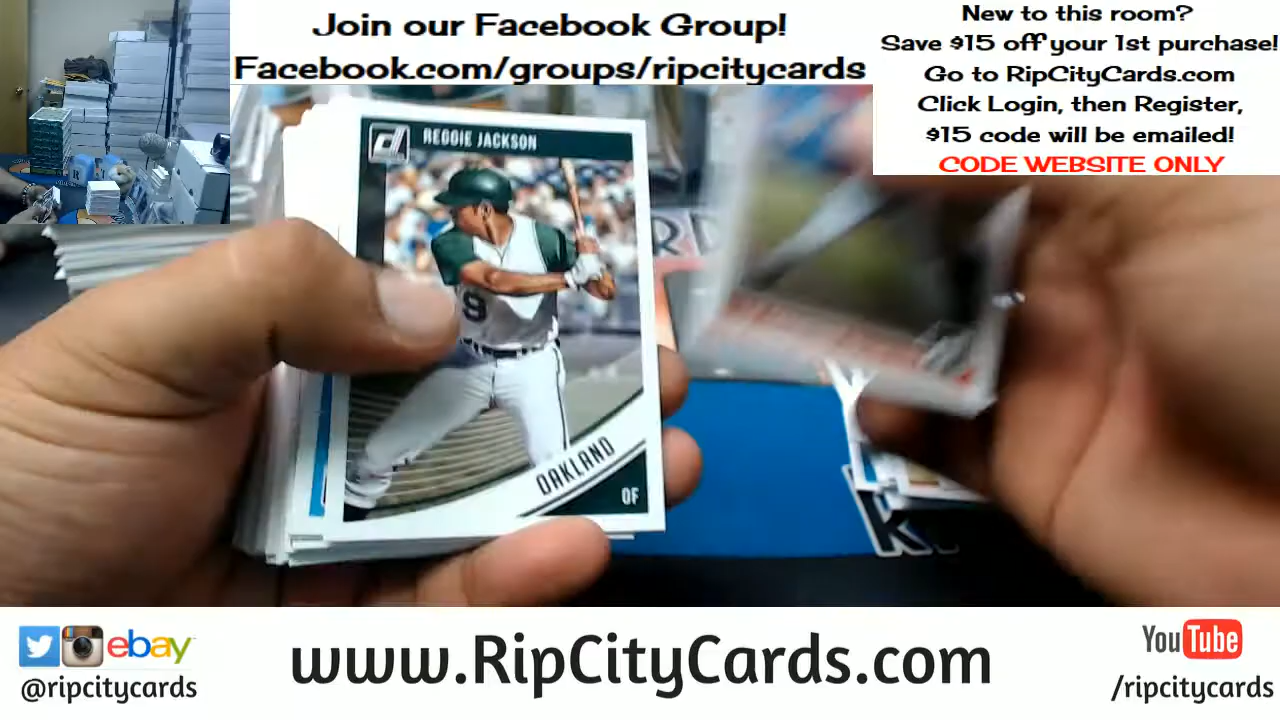 Join our Facebook Group!
Facebook.com/groups/ripcitycards
New to this room?
Save $15 off your 1st purchase!
Go to RipCityCards.com
Click Login, then Register,
$15 code will be emailed!
CODE WEBSITE ONLY
REGGIE JACKSON
9
OAKLAND
OF
ebay
@ripcitycards
www.RipCityCards.com
YouTube
/ripcitycards